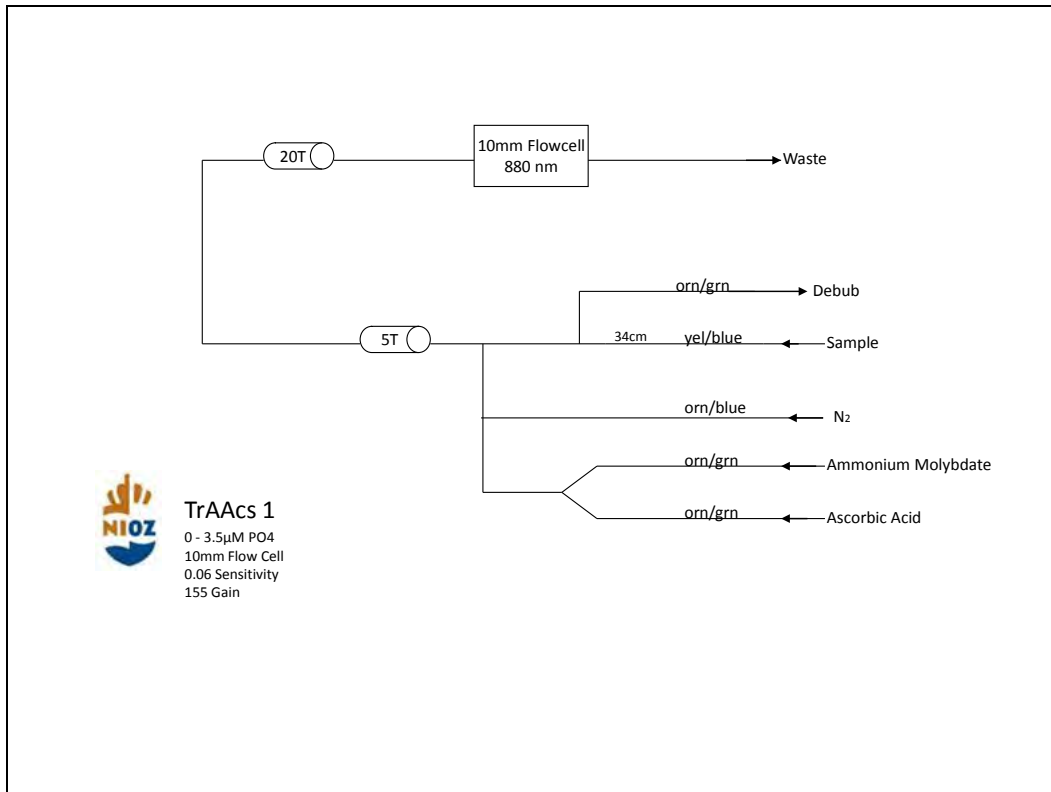 20T
10mm Flowcell
880 nm
Waste
orn/grn
Debub
5T
34cm
yel/blue
Sample
orn/blue
N₂
orn/grn
Ammonium Molybdate
orn/grn
Ascorbic Acid
NIOZ
TrAAcs 1
0 - 3.5µM PO4
10mm Flow Cell
0.06 Sensitivity
155 Gain